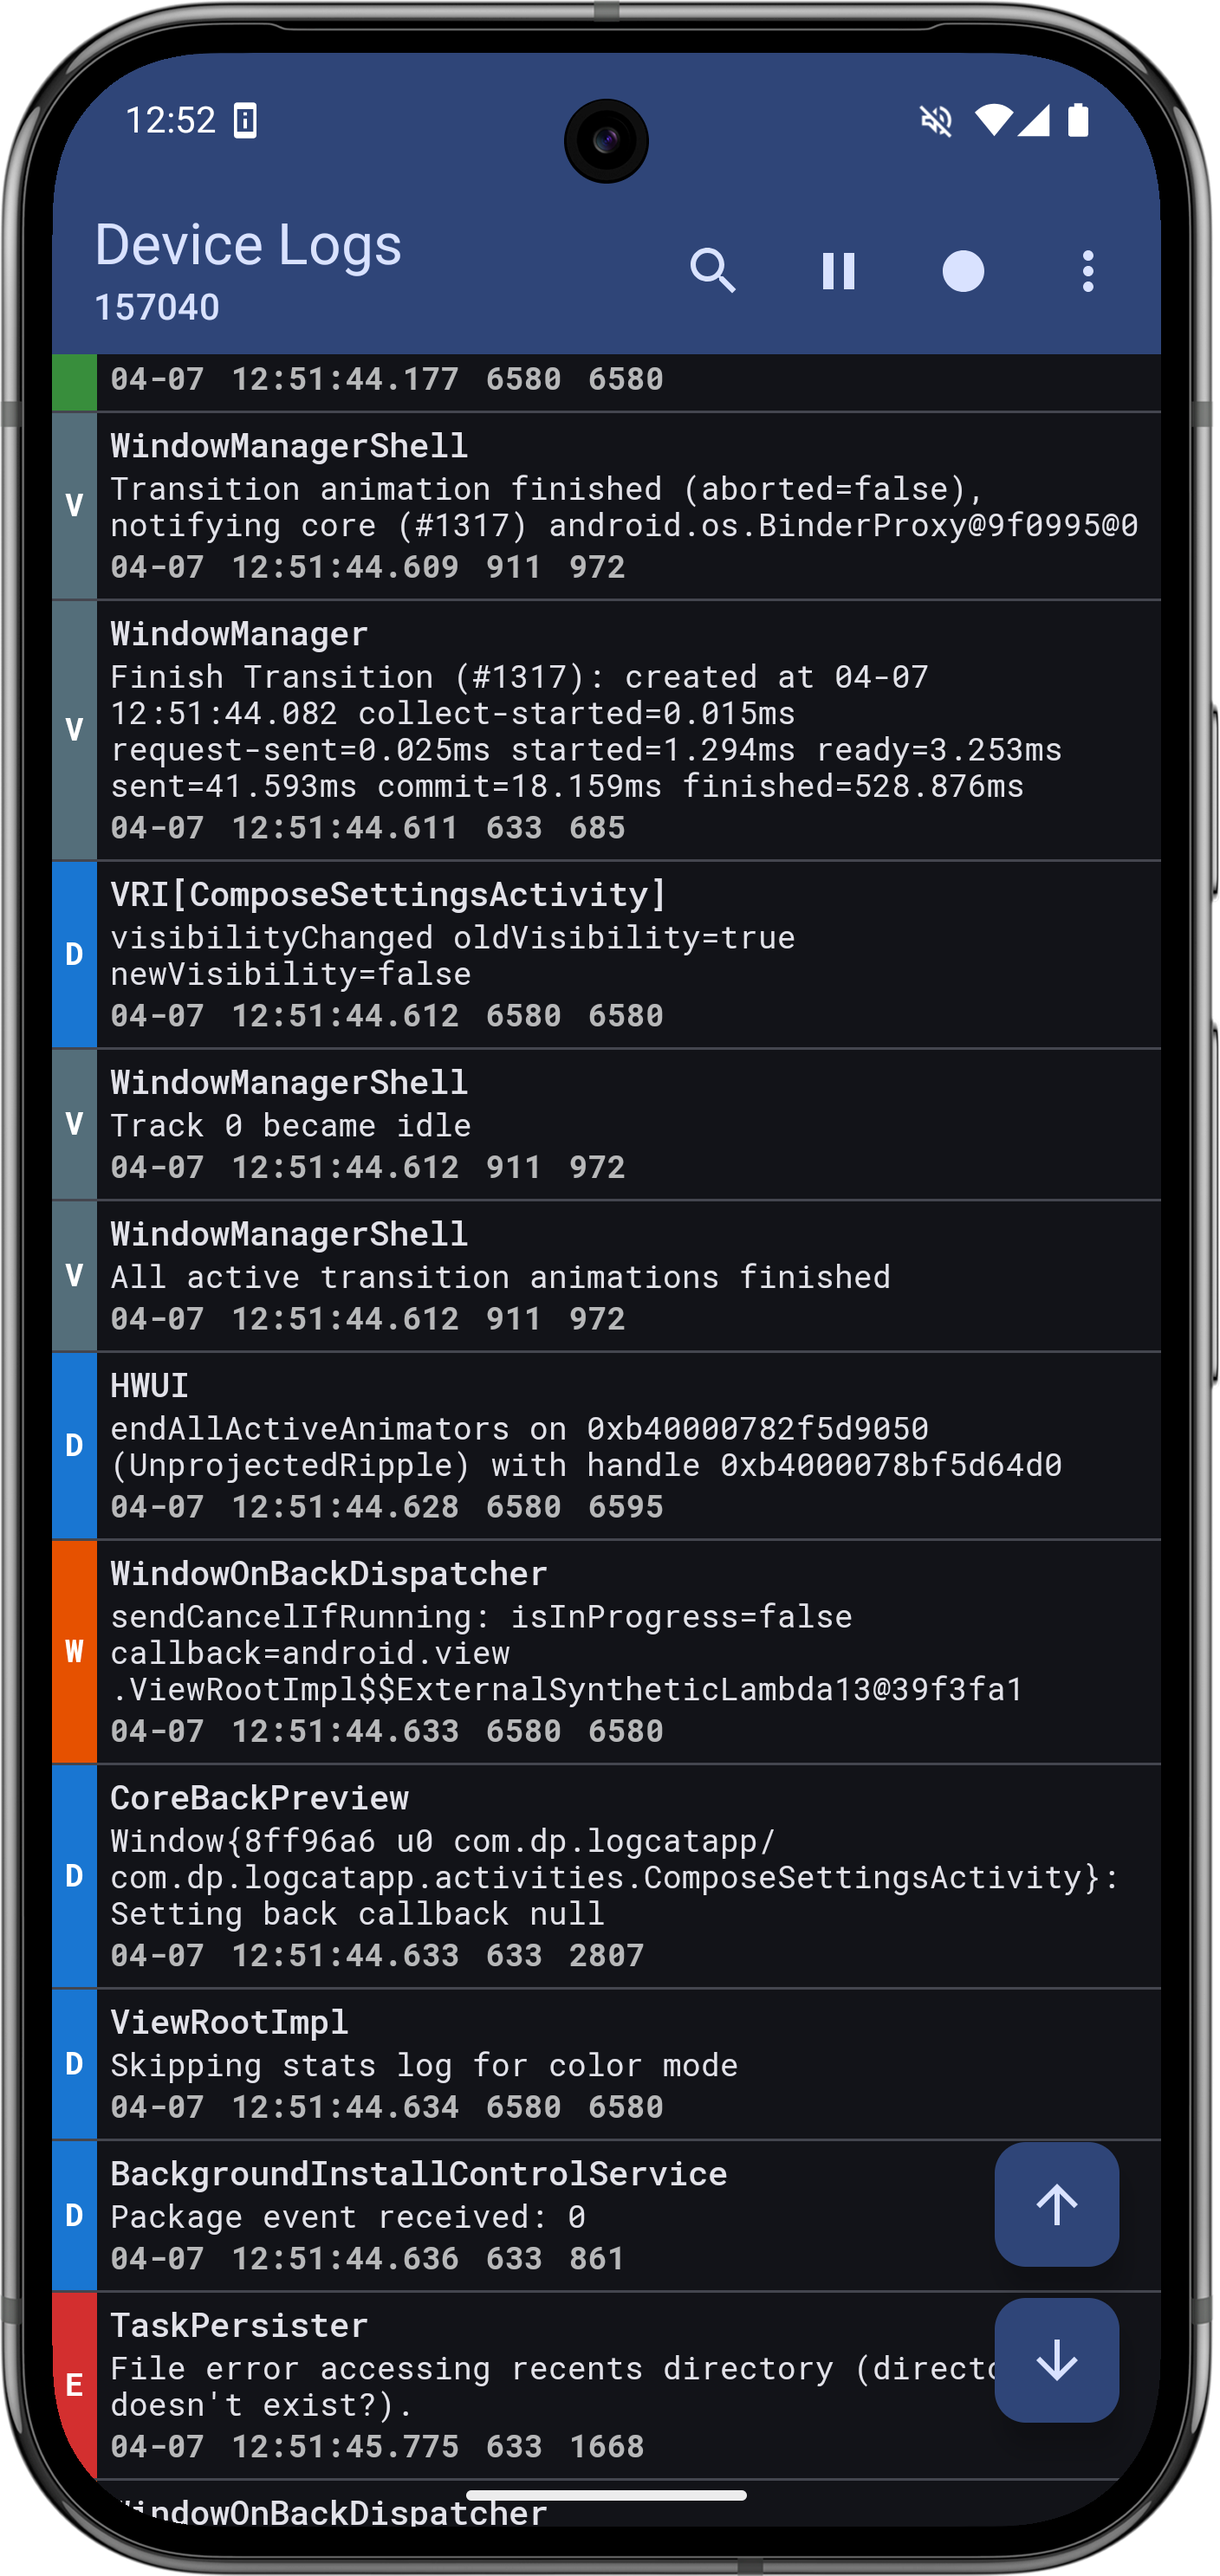 12:52
Device Logs
157040
04-07 12:51:44.177 6580 6580
WindowManagerShell
V
Transition animation finished (aborted=false),
notifying core (#1317) android.os.BinderProxy@9f0995@0
04-07 12:51:44.609 911 972
WindowManager
V
Finish Transition (#1317): created at 04-07
12:51:44.082 collect-started=0.015ms
request-sent=0.025ms started=1.294ms ready=3.253ms
sent=41.593ms commit=18.159ms finished=528.876ms
04-07 12:51:44.611 633 685
VRI[ComposeSettingsActivity]
D
visibilityChanged oldVisibility=true
newVisibility=false
04-07 12:51:44.612 6580 6580
WindowManagerShell
V
Track 0 became idle
04-07 12:51:44.612 911 972
WindowManagerShell
V
All active transition animations finished
04-07 12:51:44.612 911 972
HWUI
D
endAllActiveAnimators on 0xb40000782f5d9050
(UnprojectedRipple) with handle 0xb4000078bf5d64d0
04-07 12:51:44.628 6580 6595
WindowOnBackDispatcher
W
sendCancelIfRunning: isInProgress=false
callback=android.view
.ViewRootImpl$$ExternalSyntheticLambda13@39f3fa1
04-07 12:51:44.633 6580 6580
CoreBackPreview
D
Window{8ff96a6 u0 com.dp.logcatapp/
com.dp.logcatapp.activities.ComposeSettingsActivity}:
Setting back callback null
04-07 12:51:44.633 633 2807
ViewRootImpl
D
Skipping stats log for color mode
04-07 12:51:44.634 6580 6580
BackgroundInstallControlService
D
Package event received: 0
04-07 12:51:44.636 633 861
TaskPersister
E
File error accessing recents directory (directo
doesn't exist?).
04-07 12:51:45.775 633 1668
WindowOnBackDispatcher